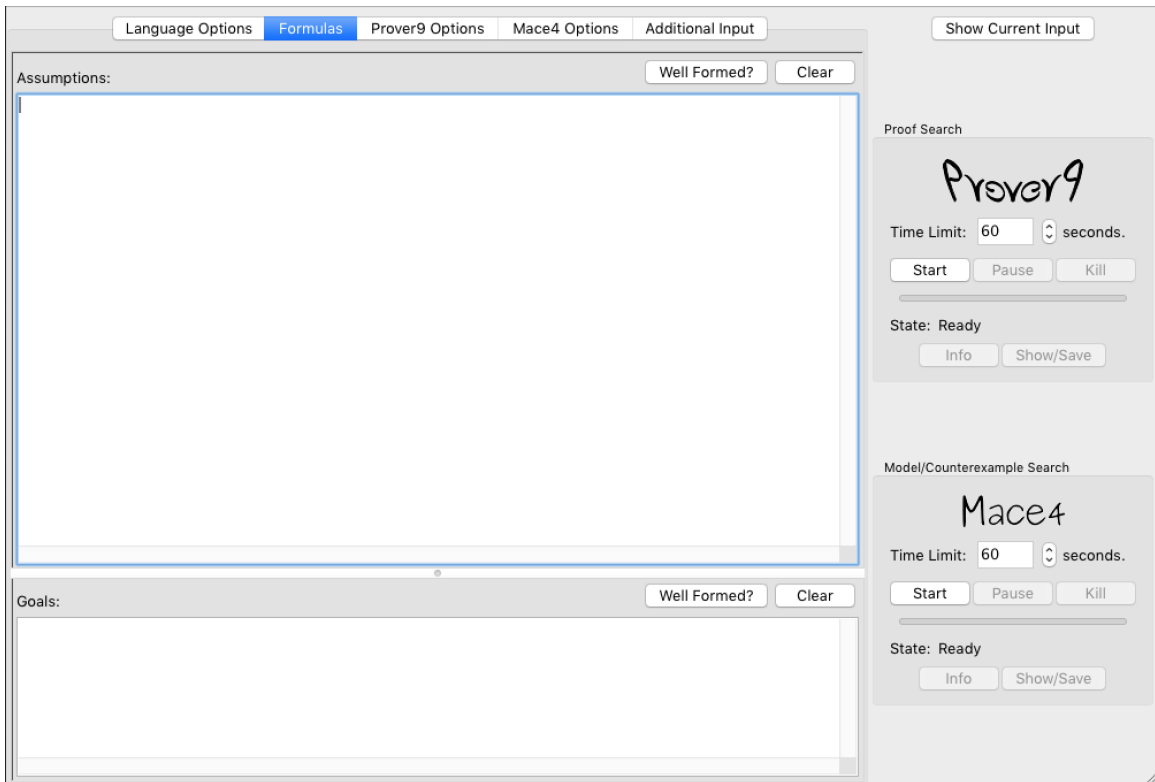 Language Options Formulas Prover9 Options Mace4 Options Additional Input Show Current Input
Assumptions: Well Formed? Clear
Proof Search
Prover9
Time Limit: 60 seconds.
Start Pause Kill
State: Ready
Info Show/Save
Model/Counterexample Search
Mace4
Time Limit: 60 seconds.
Start Pause Kill
State: Ready
Info Show/Save
Goals: Well Formed? Clear